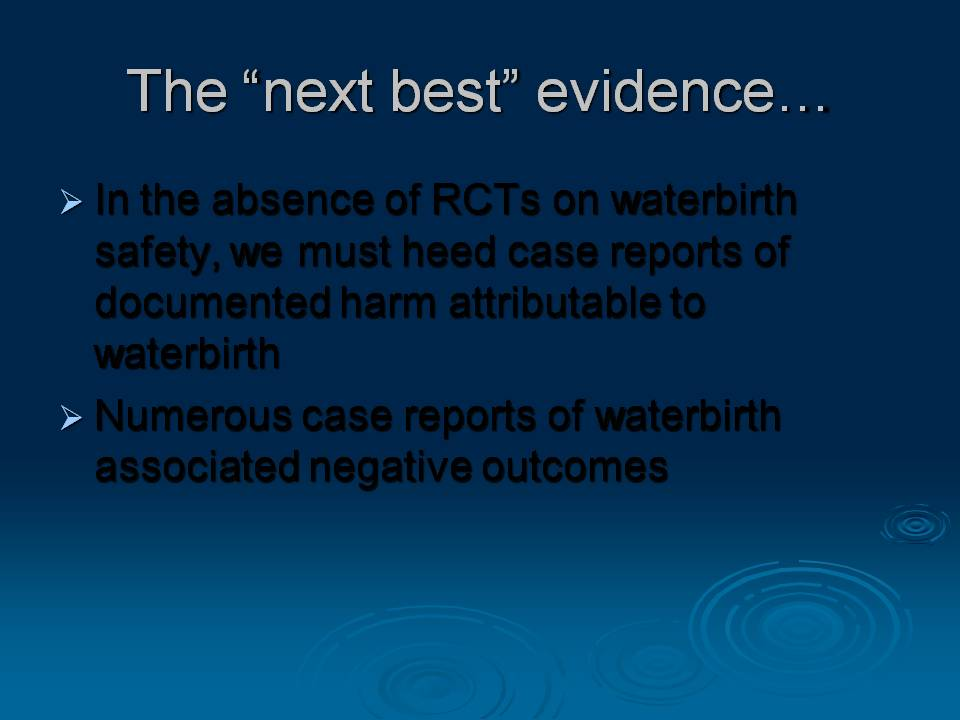 The “next best” evidence…
In the absence of RCTs on waterbirth
safety, we must heed case reports of
documented harm attributable to
waterbirth
Numerous case reports of waterbirth
associated negative outcomes